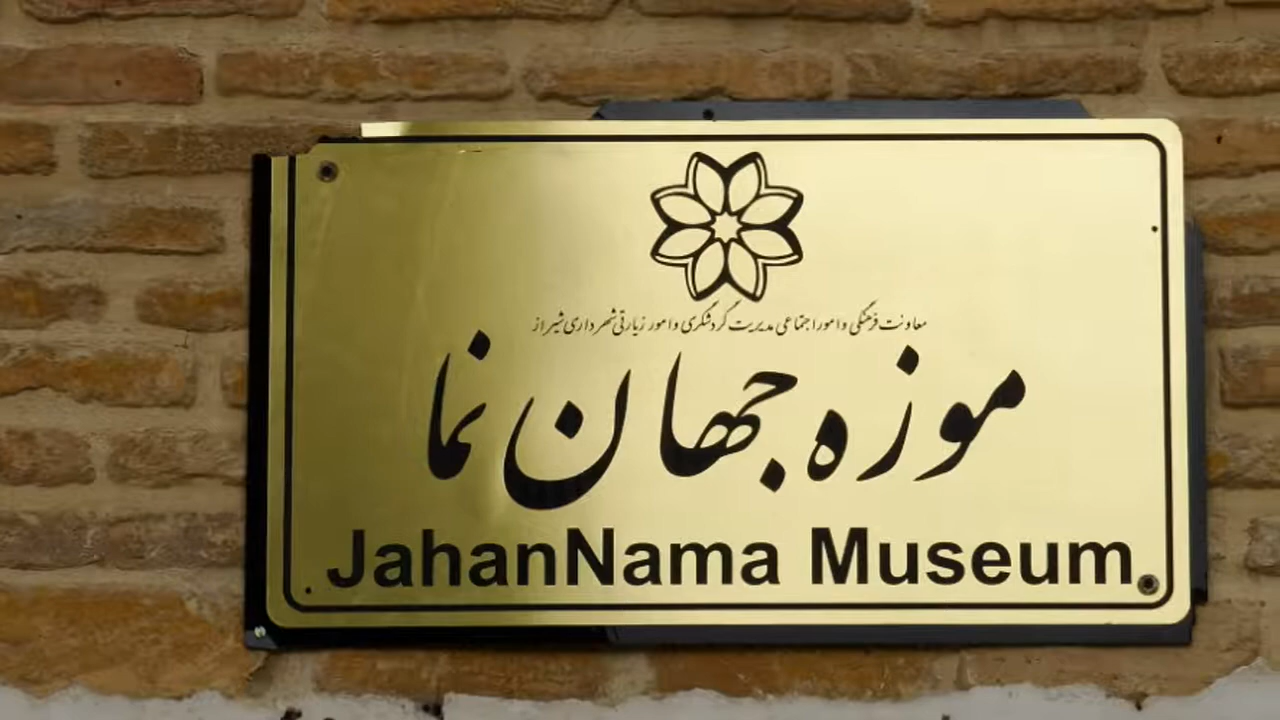 معاونت فرهنگی و امور اجتماعی مدیریت گردشگری و امور زیارتی شهرداری شیراز
موزه جهان نما
JahanNama Museum